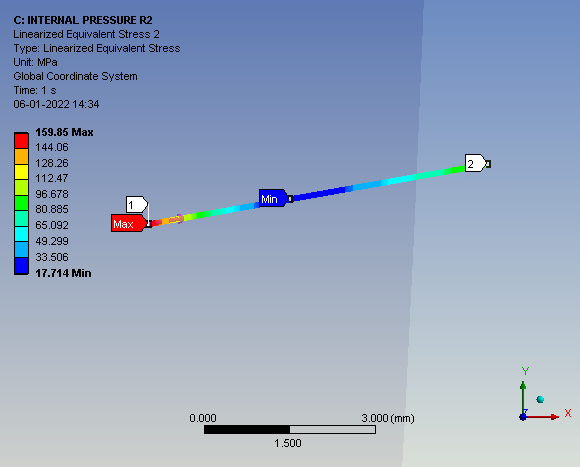 C: INTERNAL PRESSURE R2
Linearized Equivalent Stress 2
Type: Linearized Equivalent Stress
Unit: MPa
Global Coordinate System
Time: 1 s
06-01-2022 14:34
159.85 Max
144.06
128.26
112.47
96.678
80.885
65.092
49.299
33.506
17.714 Min
2
Min
1
Max
Y
Z
X
0.000
3.000 (mm)
1.500